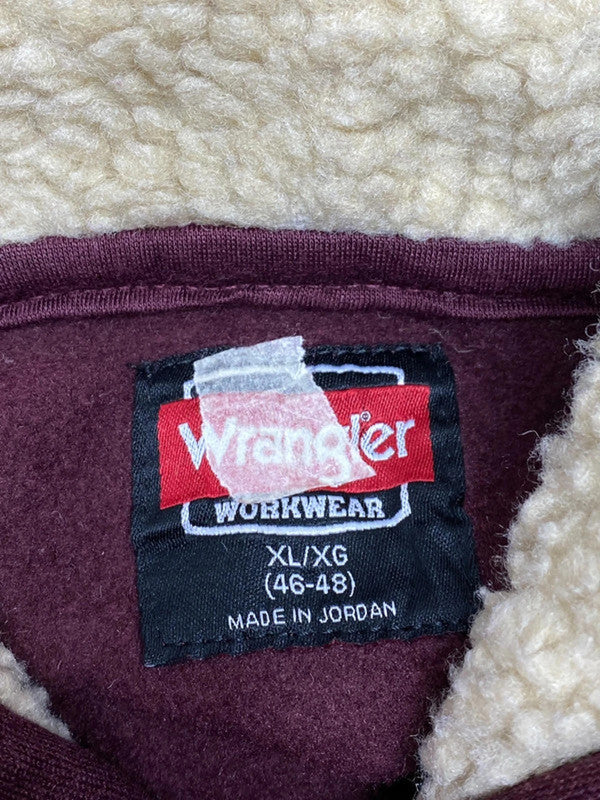 Wrangler®
WORKWEAR
XL/XG
(46-48)
MADE IN JORDAN